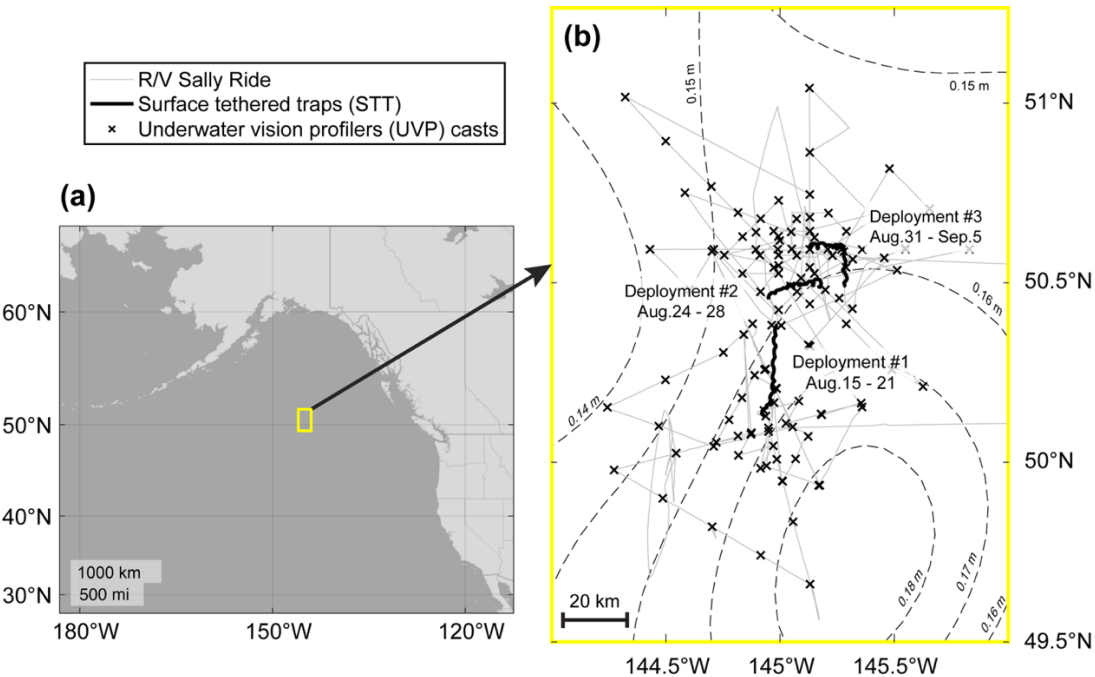 R/V Sally Ride
Surface tethered traps (STT)
Underwater vision profilers (UVP) casts
(a)
60°N
50°N
40°N
30°N
1000 km
500 mi
180°W
150°W
120°W
(b)
0.15 m
0.15 m
51°N
Deployment #3
Aug.31 - Sep.5
50.5°N
Deployment #2
Aug.24 - 28
0.16 m
Deployment #1
Aug.15 - 21
0.14 m
50°N
0.18 m
0.17 m
0.16 m
20 km
49.5°N
144.5°W
145°W
145.5°W